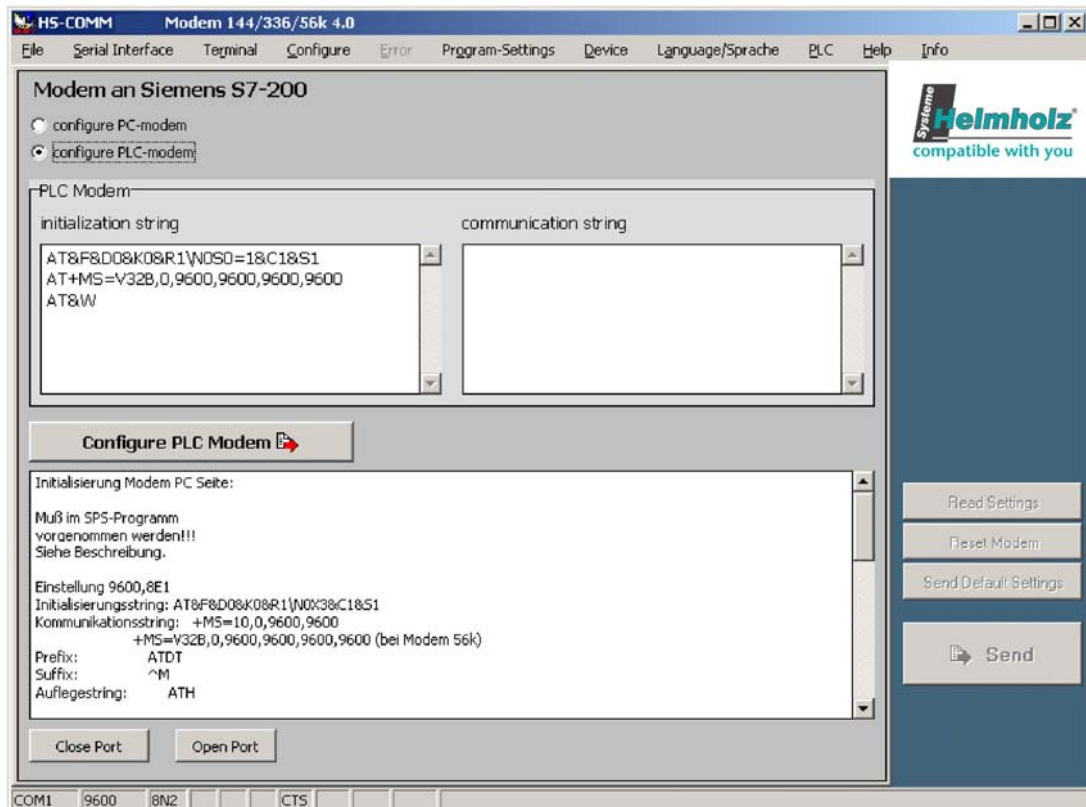 HS-COMM Modem 144/336/56k 4.0
File Serial Interface Terminal Configure Error Program-Settings Device Language/Sprache PLC Help Info
Modem an Siemens S7-200
configure PC-modem
configure PLC-modem
Systeme Helmholz
compatible with you
PLC Modem
initialization string
communication string
AT&F&D0&K0&R1\N0S0=1&C1&S1
AT+MS=V32B,0,9600,9600,9600,9600
AT&W
Configure PLC Modem
Initialisierung Modem PC Seite:
Muß im SPS-Programm
vorgenommen werden!!!
Siehe Beschreibung.
Einstellung 9600,8E1
Initialisierungsstring: AT&F&D0&K0&R1\N0X3&C1&S1
Kommunikationsstring: +MS=10,0,9600,9600
+MS=V32B,0,9600,9600,9600,9600 (bei Modem 56k)
Prefix: ATDT
Suffix: ^M
Auflegestring: ATH
Read Settings
Reset Modem
Send Default Settings
Send
Close Port Open Port
COM1 9600 8N2 CTS